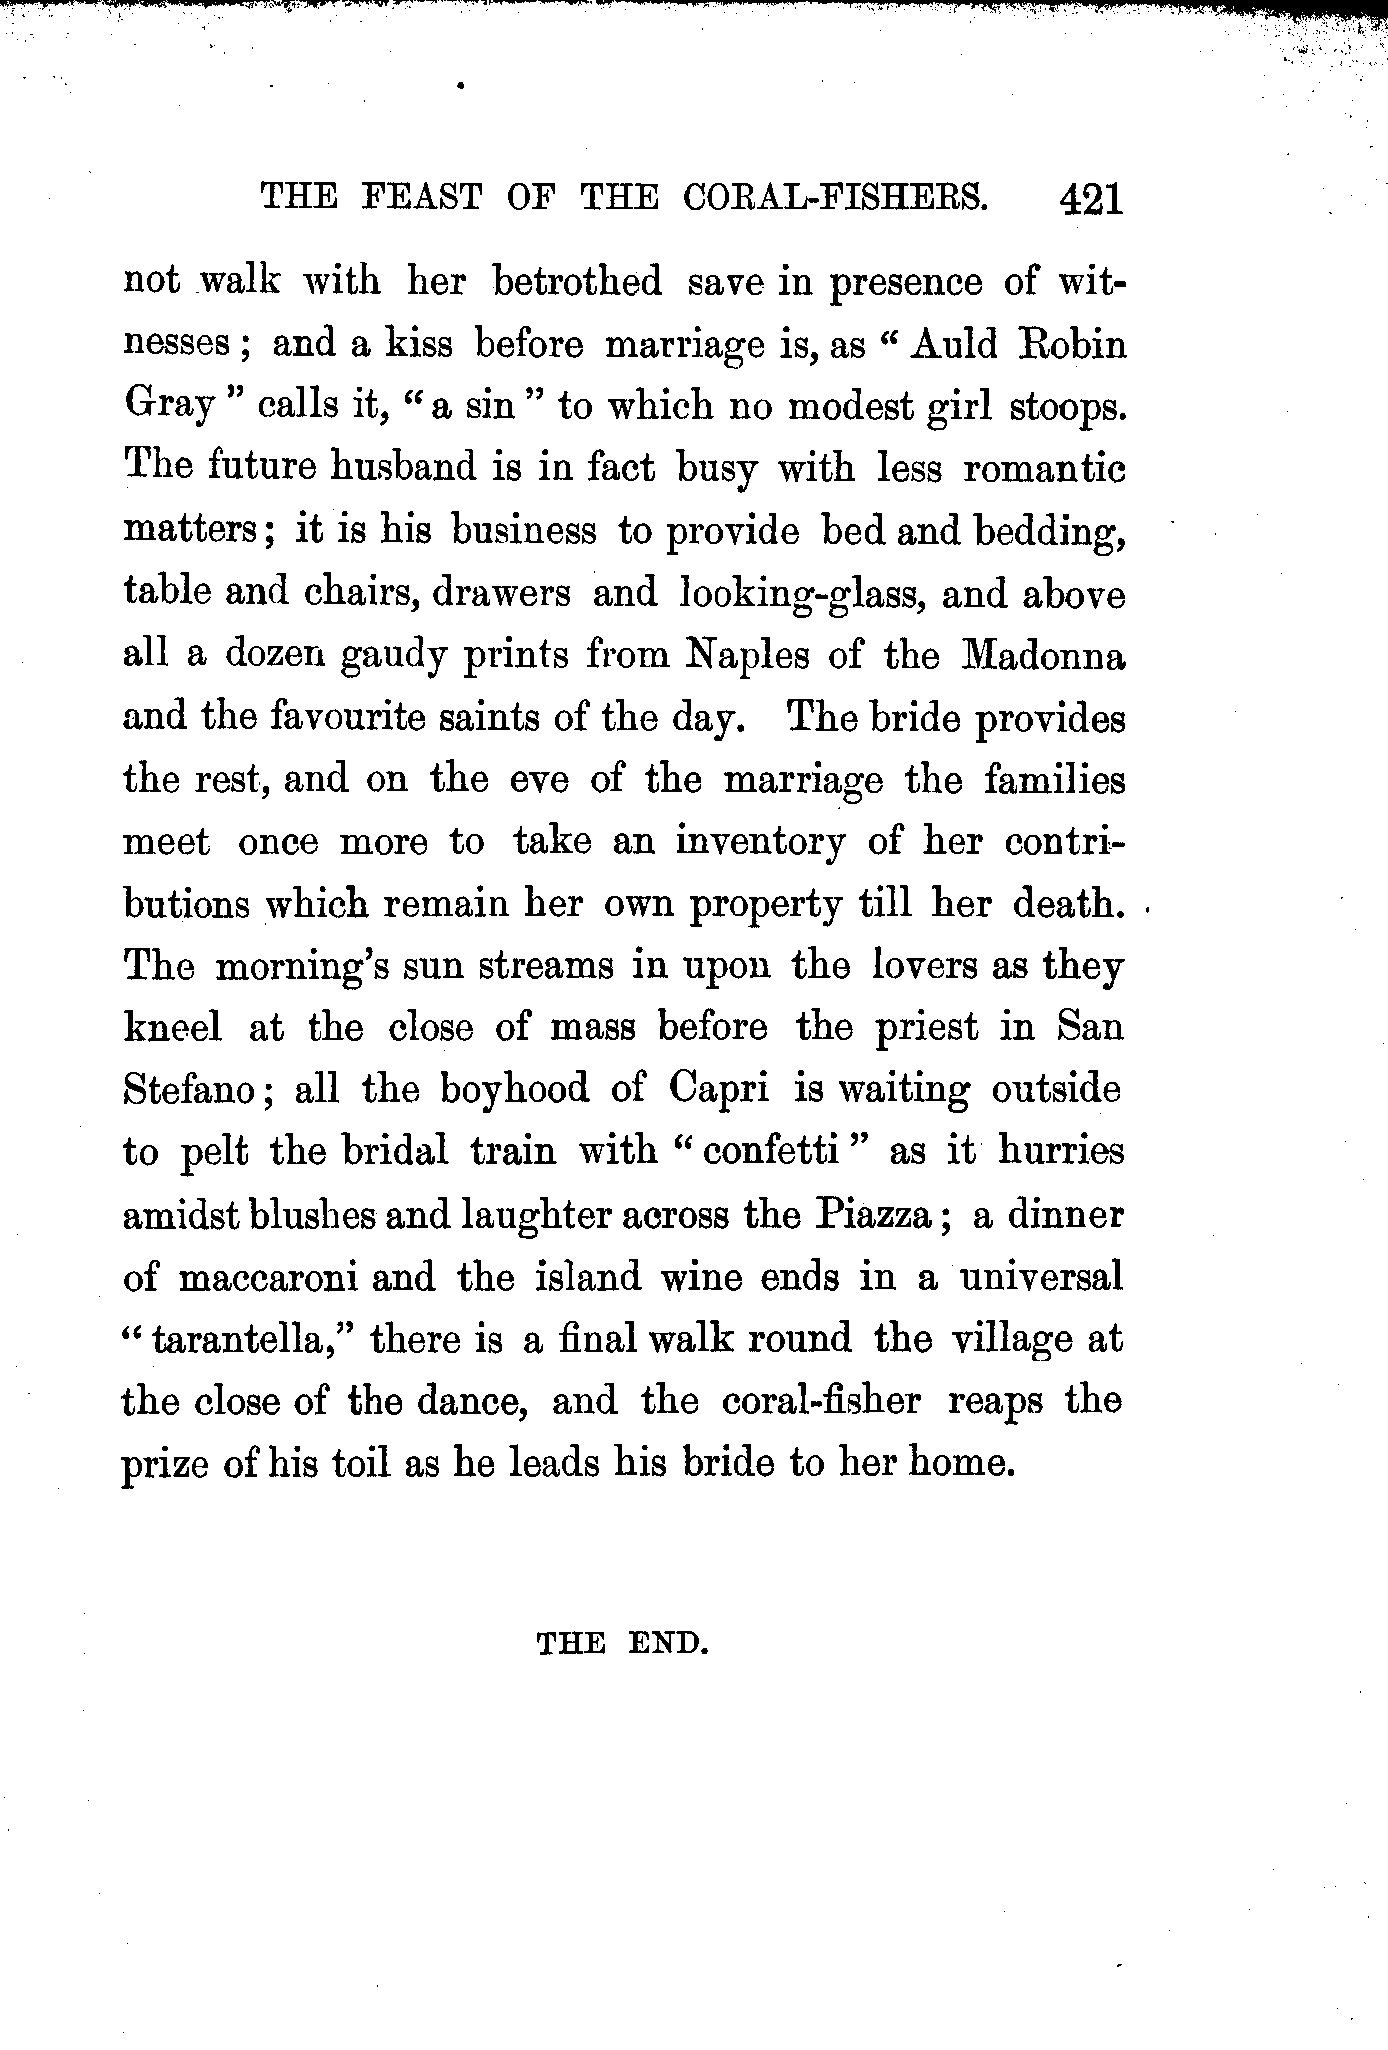 THE FEAST OF THE CORAL-FISHERS. 421
not walk with her betrothed save in presence of wit-
nesses ; and a kiss before marriage is, as “ Auld Robin
Gray ” calls it, “ a sin ” to which no modest girl stoops.
The future husband is in fact busy with less romantic
matters ; it is his business to provide bed and bedding,
table and chairs, drawers and looking-glass, and above
all a dozen gaudy prints from Naples of the Madonna
and the favourite saints of the day. The bride provides
the rest, and on the eve of the marriage the families
meet once more to take an inventory of her contri-
butions which remain her own property till her death.
The morning’s sun streams in upon the lovers as they
kneel at the close of mass before the priest in San
Stefano ; all the boyhood of Capri is waiting outside
to pelt the bridal train with “ confetti ” as it hurries
amidst blushes and laughter across the Piazza ; a dinner
of maccaroni and the island wine ends in a universal
“ tarantella,” there is a final walk round the village at
the close of the dance, and the coral-fisher reaps the
prize of his toil as he leads his bride to her home.
THE END.